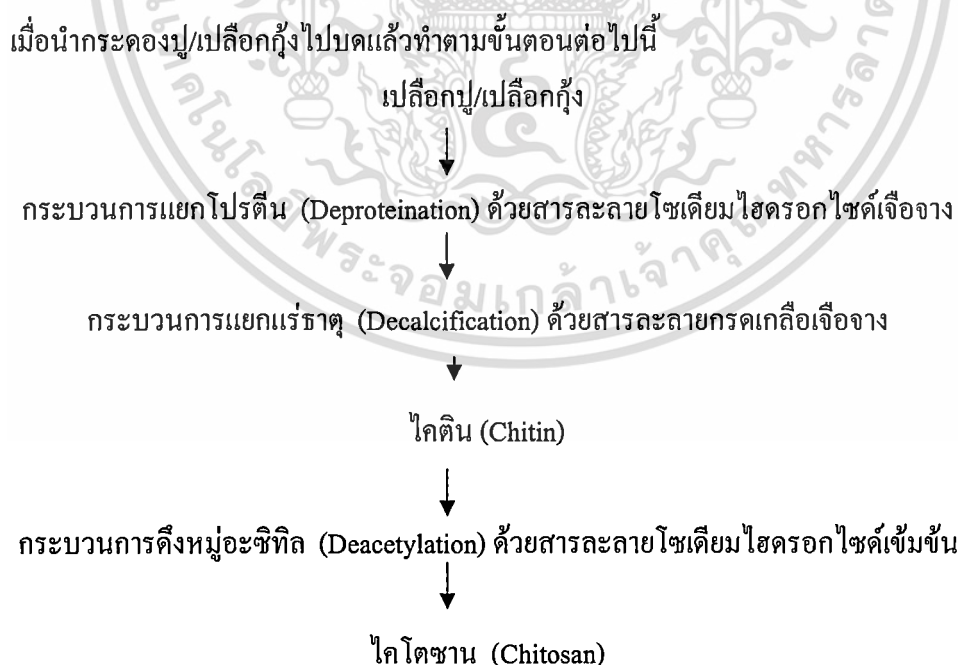 เมื่อนำกระดองปู/เปลือกกุ้งไปบดแล้วทำตามขั้นตอนต่อไปนี้
เปลือกปู/เปลือกกุ้ง
กระบวนการแยกโปรตีน (Deproteination) ด้วยสารละลายโซเดียมไฮดรอกไซด์เจือจาง
กระบวนการแยกแร่ธาตุ (Decalcification) ด้วยสารละลายกรดเกลือเจือจาง
ไคติน (Chitin)
กระบวนการดึงหมู่อะซิทิล (Deacetylation) ด้วยสารละลายโซเดียมไฮดรอกไซด์เข้มข้น
ไคโตซาน (Chitosan)